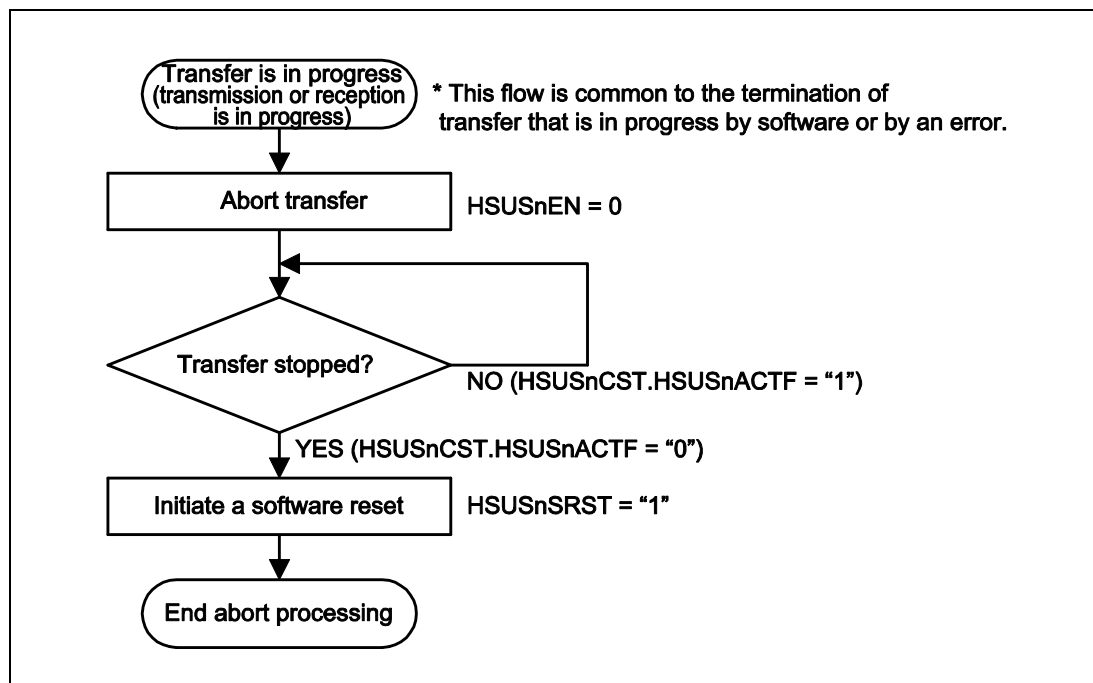 Transfer is in progress
(transmission or reception
is in progress)
* This flow is common to the termination of
transfer that is in progress by software or by an error.
Abort transfer
HSUSnEN = 0
Transfer stopped?
NO (HSUSnCST.HSUSnACTF = “1”)
YES (HSUSnCST.HSUSnACTF = “0”)
Initiate a software reset
HSUSnSRST = “1”
End abort processing